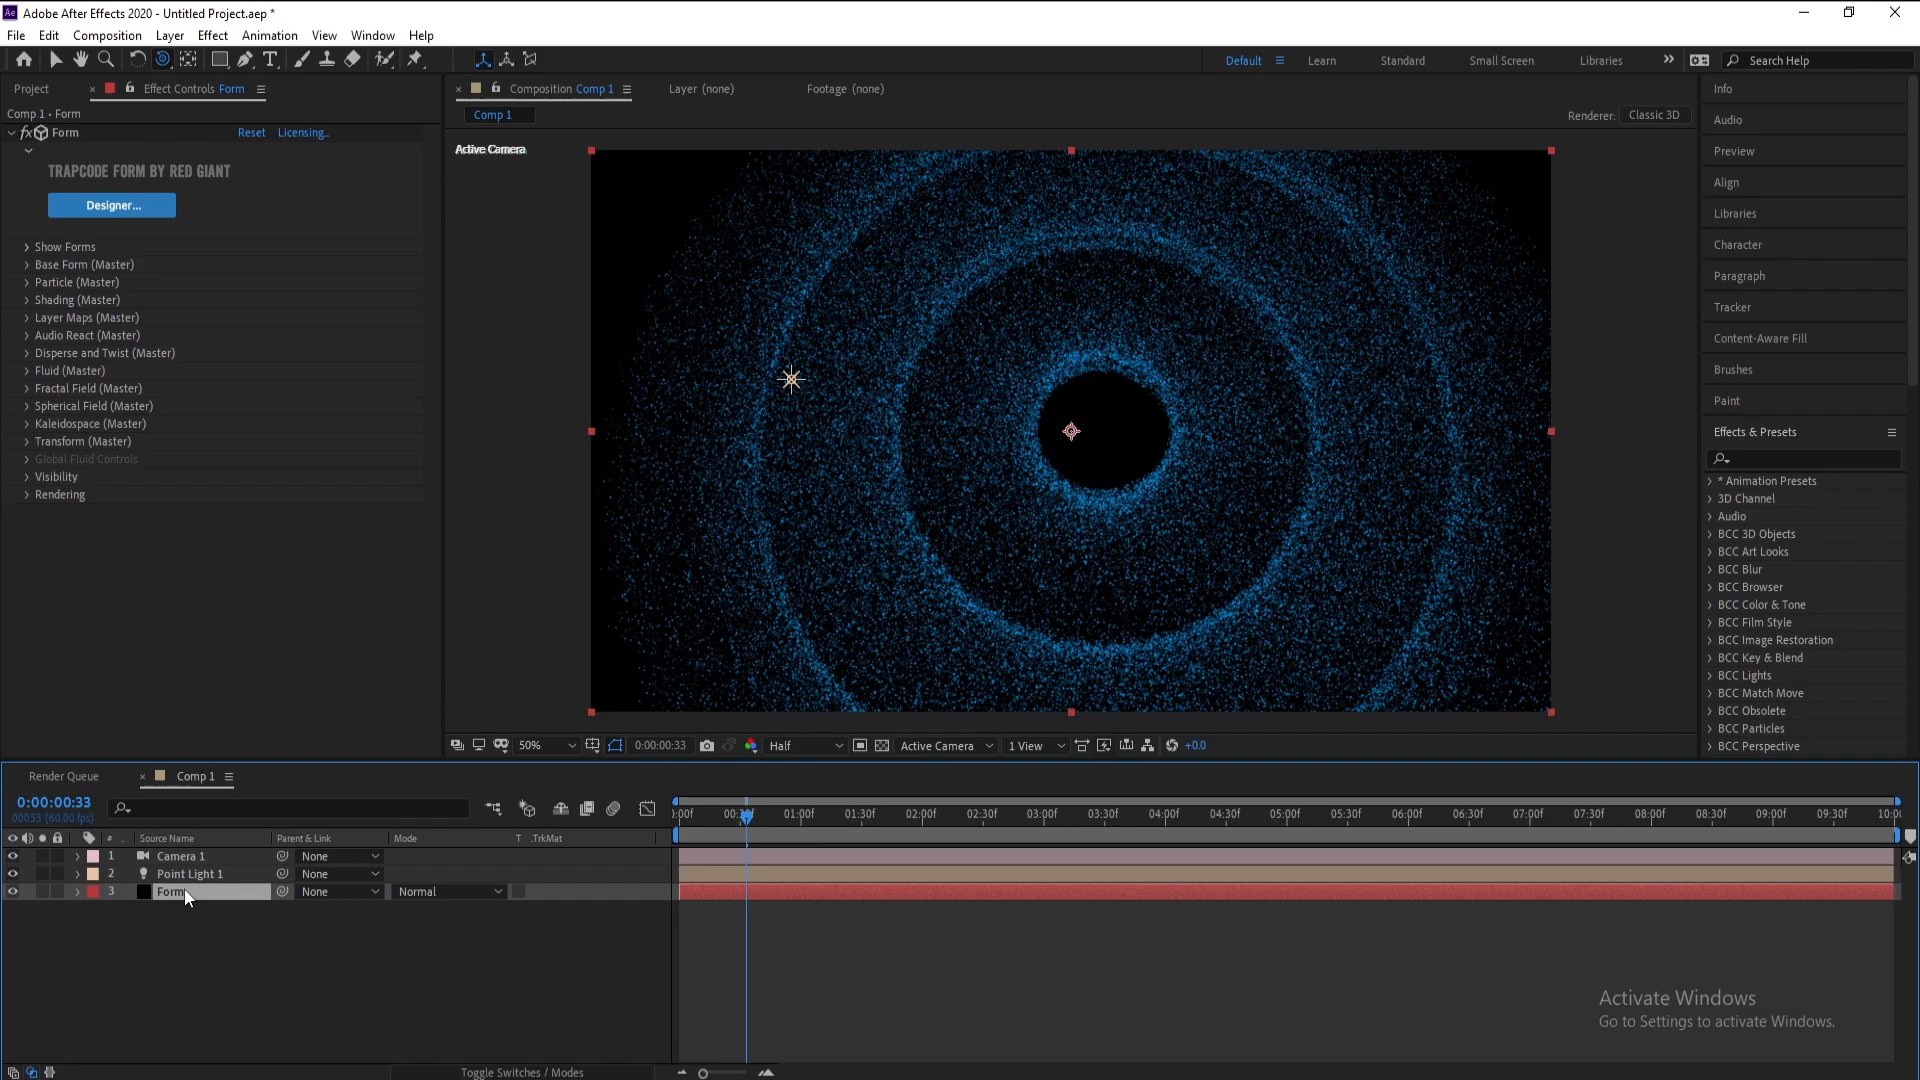 Ae Adobe After Effects 2020 - Untitled Project.aep *
File Edit Composition Layer Effect Animation View Window Help
Default Learn Standard Small Screen Libraries Search Help
Project Effect Controls Form
Comp 1 • Form
fx Form Reset Licensing...
TRAPCODE FORM BY RED GIANT
Designer...
Show Forms
Base Form (Master)
Particle (Master)
Shading (Master)
Layer Maps (Master)
Audio React (Master)
Disperse and Twist (Master)
Fluid (Master)
Fractal Field (Master)
Spherical Field (Master)
Kaleidospace (Master)
Transform (Master)
Global Fluid Controls
Visibility
Rendering
Composition Comp 1 Layer (none) Footage (none)
Comp 1
Renderer: Classic 3D
Active Camera
50% 0:00:00:33 Half Active Camera 1 View +0.0
Info
Audio
Preview
Align
Libraries
Character
Paragraph
Tracker
Content-Aware Fill
Brushes
Paint
Effects & Presets
* Animation Presets
3D Channel
Audio
BCC 3D Objects
BCC Art Looks
BCC Blur
BCC Browser
BCC Color & Tone
BCC Film Style
BCC Image Restoration
BCC Key & Blend
BCC Lights
BCC Match Move
BCC Obsolete
BCC Particles
BCC Perspective
Render Queue Comp 1
0:00:00:33
00033 (60.00 fps)
:00f 01:00f 01:30f 02:00f 02:30f 03:00f 03:30f 04:00f 04:30f 05:00f 05:30f 06:00f 06:30f 07:00f 07:30f 08:00f 08:30f 09:00f 09:30f 10:00
# Source Name Parent & Link Mode T .TrkMat
1 Camera 1 None
2 Point Light 1 None
3 Form None Normal
Toggle Switches / Modes
Activate Windows
Go to Settings to activate Windows.